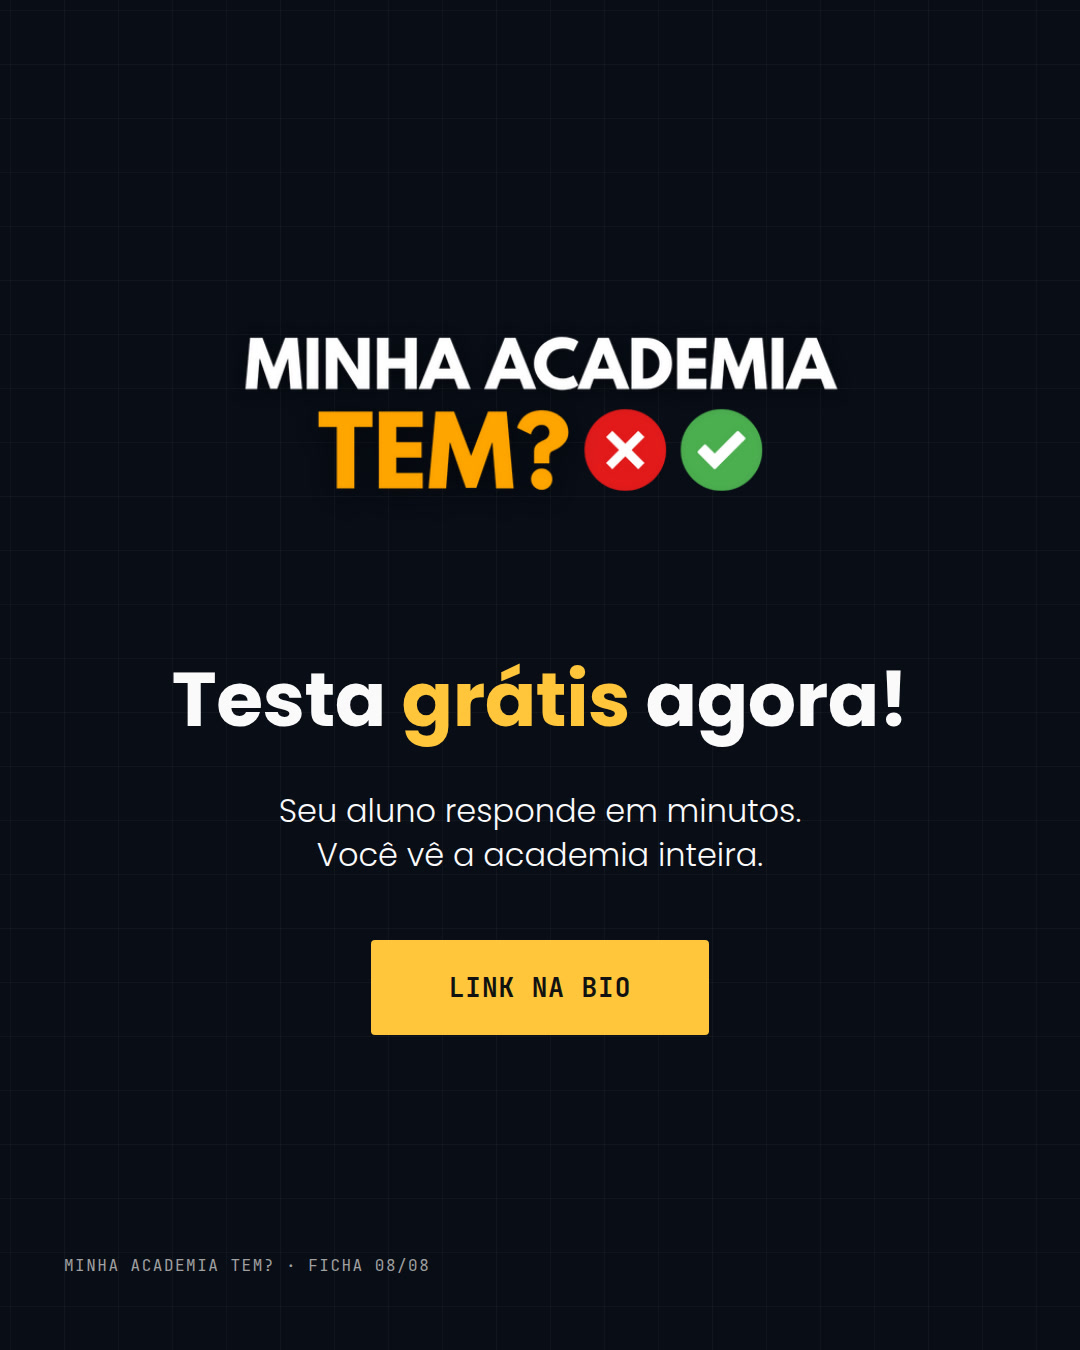 MINHA ACADEMIA
TEM?
Testa grátis agora!
Seu aluno responde em minutos.
Você vê a academia inteira.
LINK NA BIO
MINHA ACADEMIA TEM? · FICHA 08/08